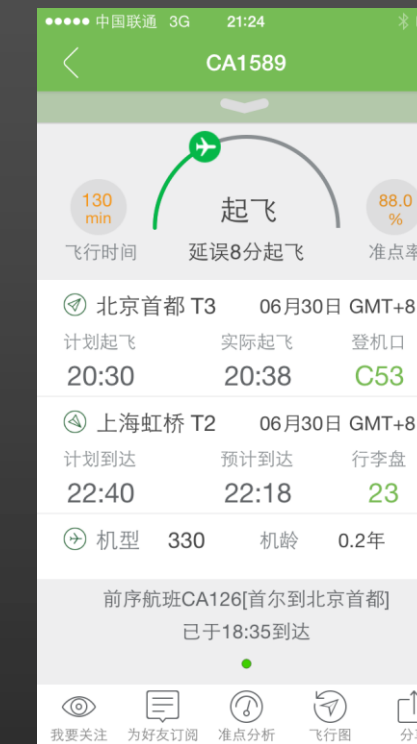 中国联通 3G 21:24
CA1589
130
min
飞行时间
起飞
延误8分起飞
88.0
%
准点率
北京首都 T3 06月30日 GMT+8
计划起飞 实际起飞 登机口
20:30 20:38 C53
上海虹桥 T2 06月30日 GMT+8
计划到达 预计到达 行李盘
22:40 22:18 23
机型 330 机龄 0.2年
前序航班CA126[首尔到北京首都]
已于18:35到达
我要关注 为好友订阅 准点分析 飞行图 分